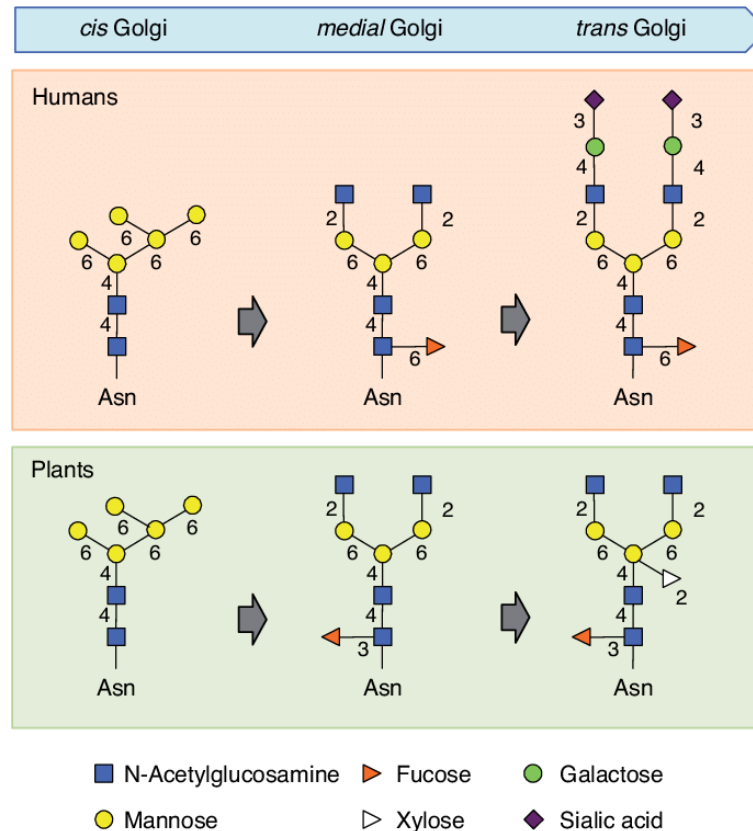 cis Golgi medial Golgi trans Golgi
Humans
3 3
4 4
2 2 2 2
6 6 6 6 6 6 6 6
4 4 4
4 4 4
6 6
Asn Asn Asn
Plants
2 2 2 2
6 6 6 6 6 6 6 6
4 4 4 2
4 4 4
3 3
Asn Asn Asn
N-Acetylglucosamine Fucose Galactose
Mannose Xylose Sialic acid